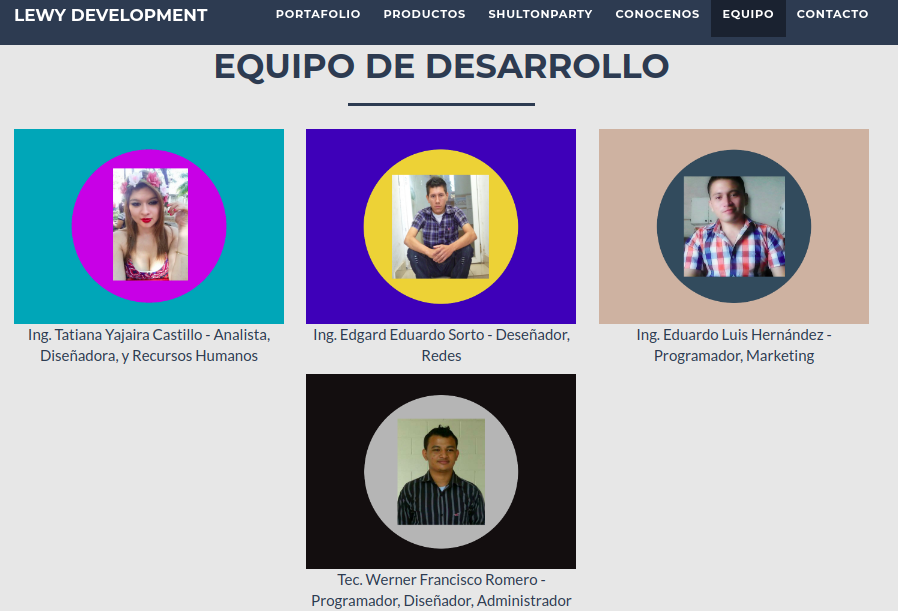 LEWY DEVELOPMENT
PORTAFOLIO PRODUCTOS SHULTONPARTY CONOCENOS EQUIPO CONTACTO
EQUIPO DE DESARROLLO
Ing. Tatiana Yajaira Castillo - Analista,
Diseñadora, y Recursos Humanos
Ing. Edgard Eduardo Sorto - Deseñador,
Redes
Ing. Eduardo Luis Hernández -
Programador, Marketing
Tec. Werner Francisco Romero -
Programador, Diseñador, Administrador